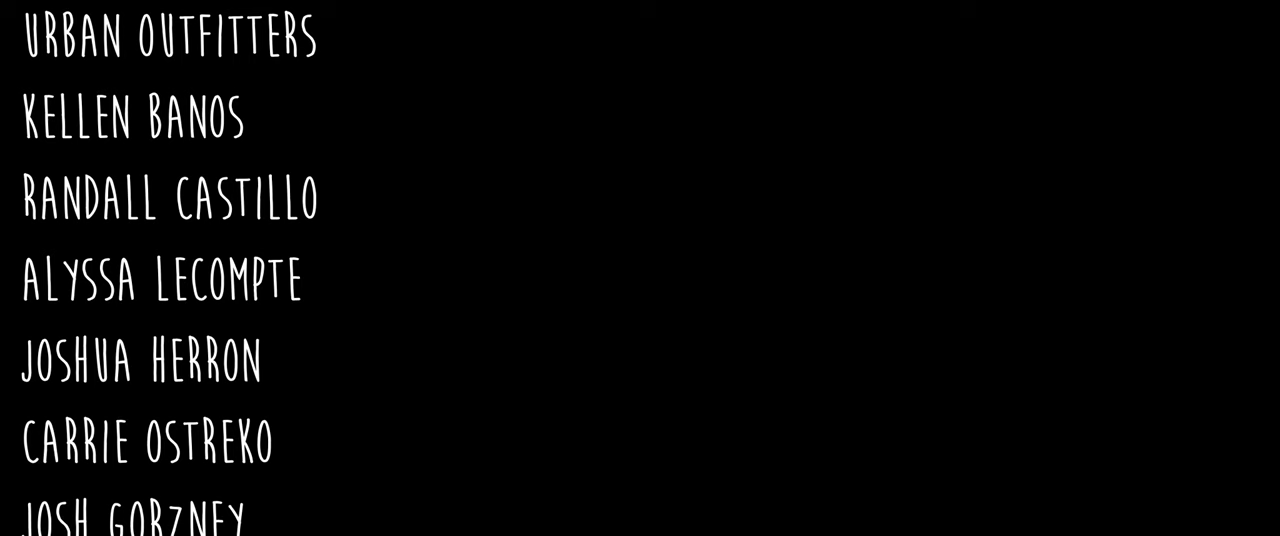 URBAN OUTFITTERS
KELLEN BANOS
RANDALL CASTILLO
ALYSSA LECOMPTE
JOSHUA HERRON
CARRIE OSTREKO
JOSH GORZNEY